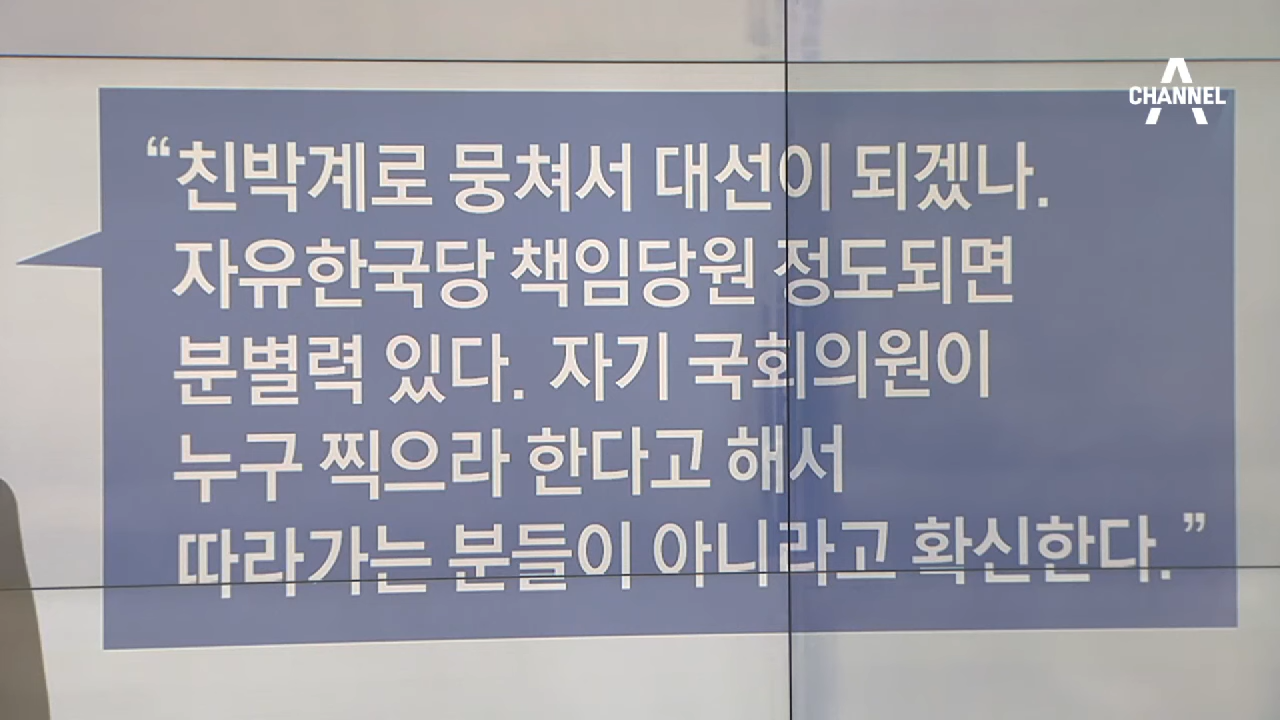 CHANNEL A
“친박계로 뭉쳐서 대선이 되겠나.
자유한국당 책임당원 정도되면
분별력 있다. 자기 국회의원이
누구 찍으라 한다고 해서
따라가는 분들이 아니라고 확신한다.”